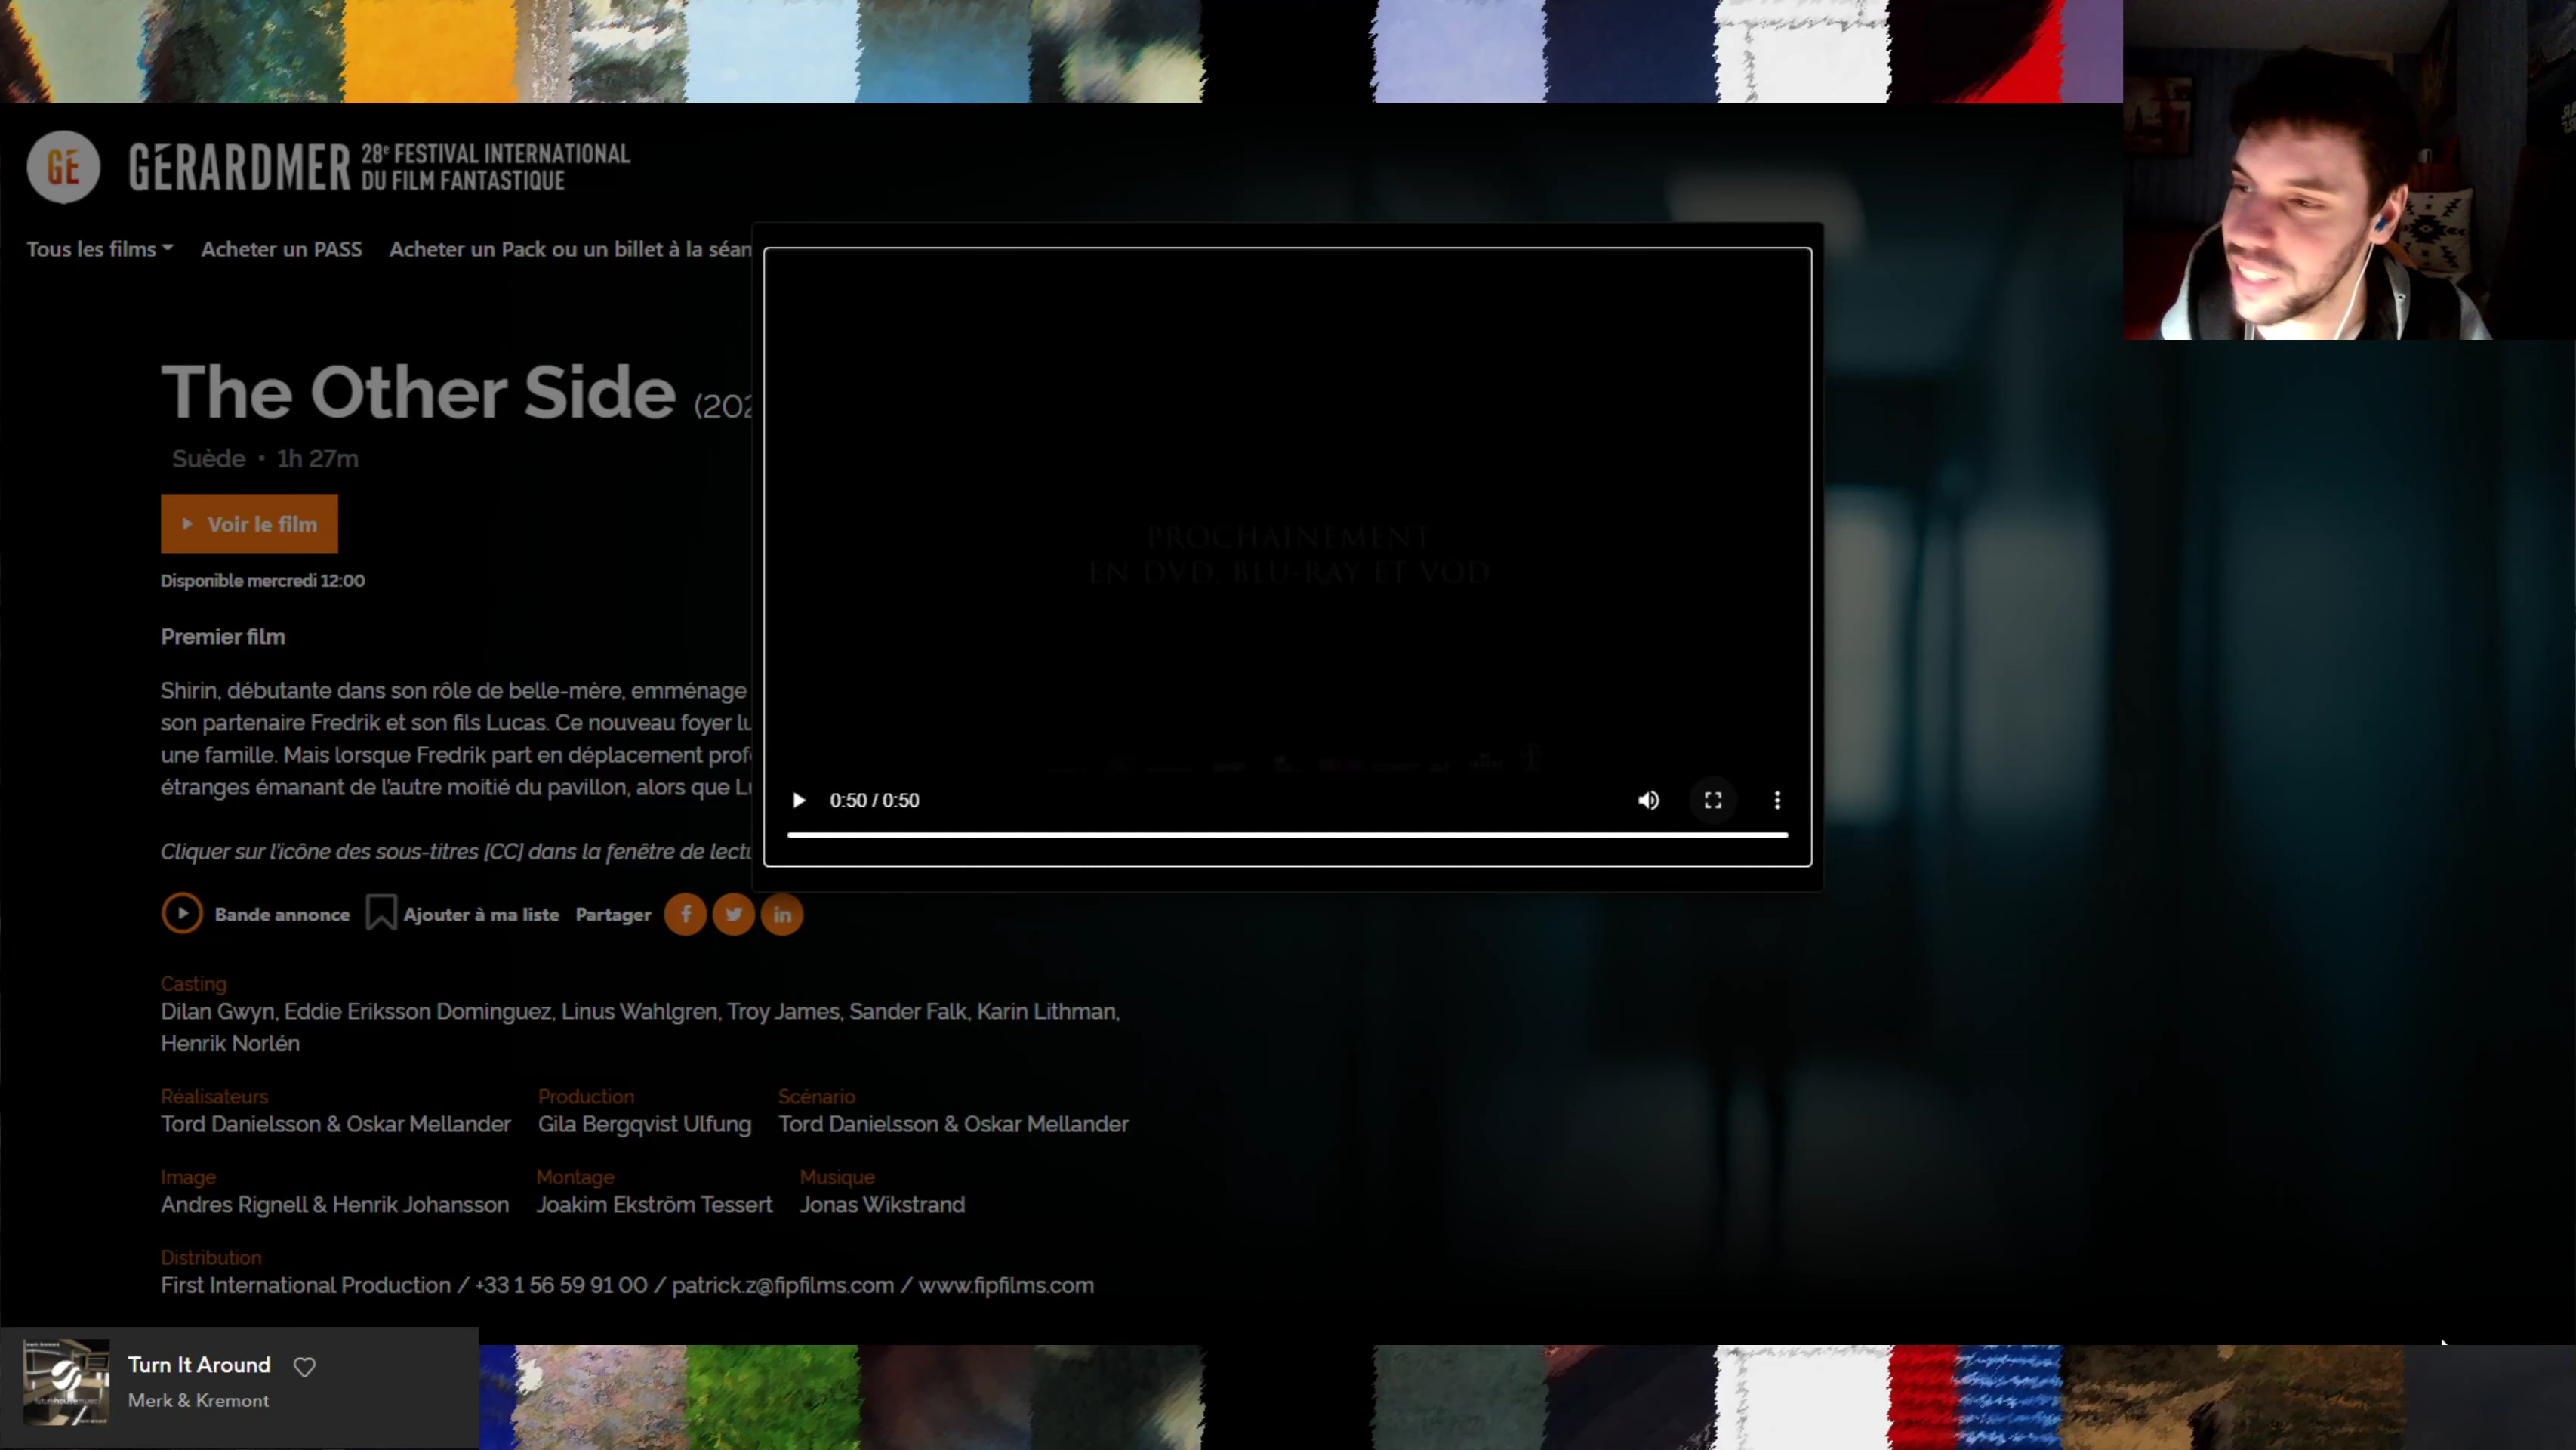 GE
GÉRARDMER
28e FESTIVAL INTERNATIONAL
DU FILM FANTASTIQUE
Tous les films
Acheter un PASS
Acheter un Pack ou un billet à la séan
The Other Side (202
Suède • 1h 27m
Voir le film
Disponible mercredi 12:00
Premier film
Shirin, débutante dans son rôle de belle-mère, emménage
son partenaire Fredrik et son fils Lucas. Ce nouveau foyer lu
une famille. Mais lorsque Fredrik part en déplacement prof
étranges émanant de l'autre moitié du pavillon, alors que Lu
Cliquer sur l'icône des sous-titres [CC] dans la fenêtre de lectu
PROCHAINEMENT
EN DVD, BLU-RAY ET VOD
0:50 / 0:50
Bande annonce
Ajouter à ma liste
Partager
Casting
Dilan Gwyn, Eddie Eriksson Dominguez, Linus Wahlgren, Troy James, Sander Falk, Karin Lithman,
Henrik Norlén
Réalisateurs
Tord Danielsson & Oskar Mellander
Production
Gila Bergqvist Ulfung
Scénario
Tord Danielsson & Oskar Mellander
Image
Andres Rignell & Henrik Johansson
Montage
Joakim Ekström Tessert
Musique
Jonas Wikstrand
Distribution
First International Production / +33 1 56 59 91 00 / patrick.z@fipfilms.com / www.fipfilms.com
Turn It Around
Merk & Kremont